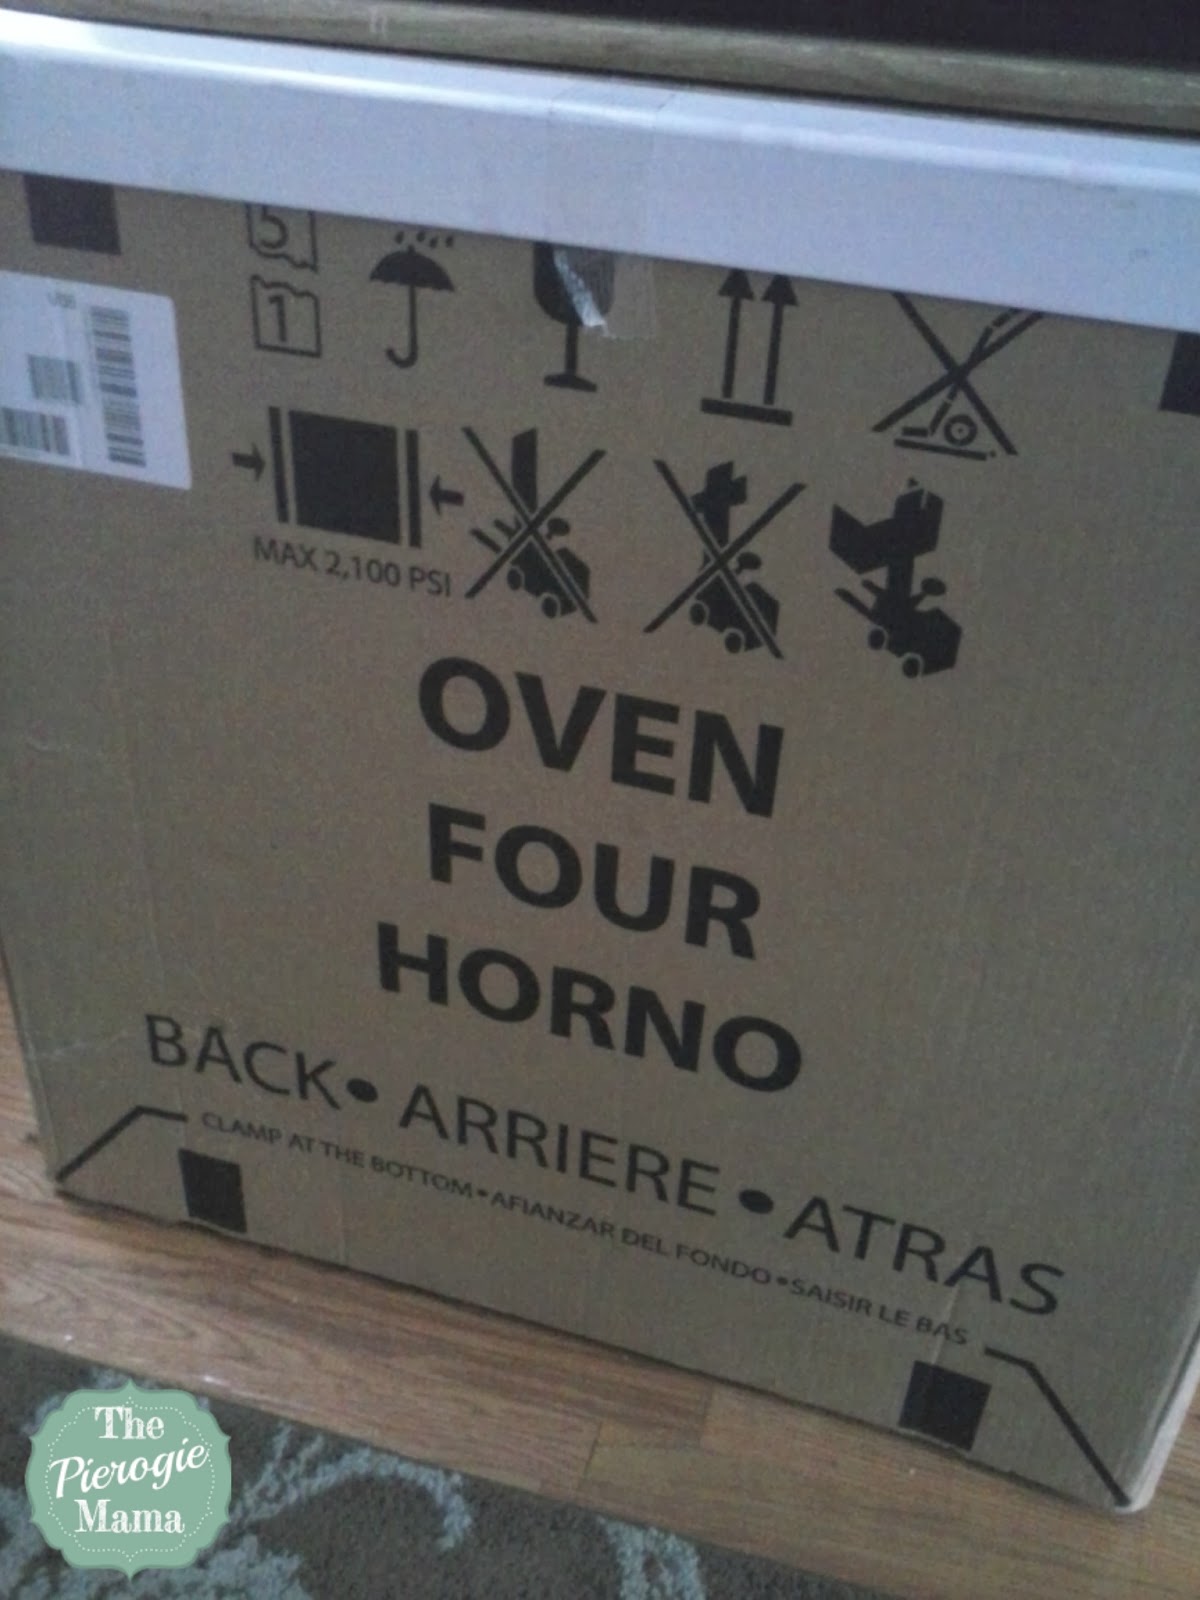 5
1
MAX 2,100 PSI
OVEN
FOUR
HORNO
BACK• ARRIERE • ATRAS
CLAMP AT THE BOTTOM•AFIANZAR DEL FONDO•SAISIR LE BAS
The
Pierogie
Mama